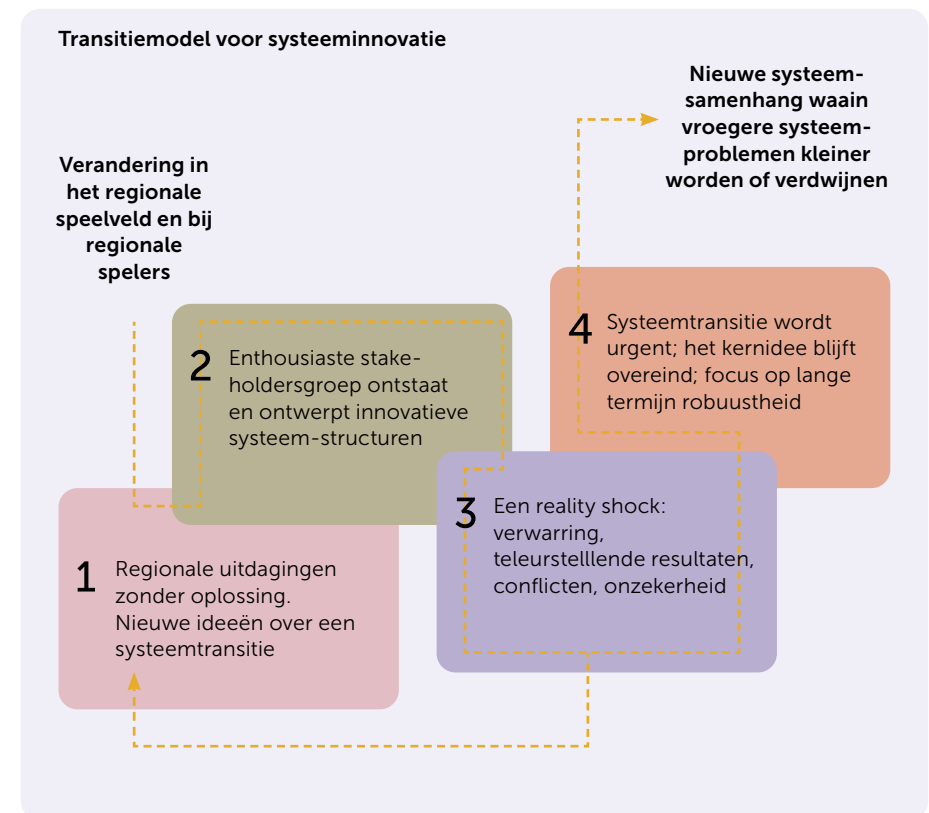 Transitiemodel voor systeeminnovatie
Nieuwe systeem-
samenhang waain
vroegere systeem-
problemen kleiner
worden of verdwijnen
Verandering in
het regionale
speelveld en bij
regionale
spelers
1 Regionale uitdagingen
zonder oplossing.
Nieuwe ideeën over een
systeemtransitie
2 Enthousiaste stake-
holdersgroep ontstaat
en ontwerpt innovatieve
systeem-structuren
3 Een reality shock:
verwarring,
teleurstelllende resultaten,
conflicten, onzekerheid
4 Systeemtransitie wordt
urgent; het kernidee blijft
overeind; focus op lange
termijn robuustheid